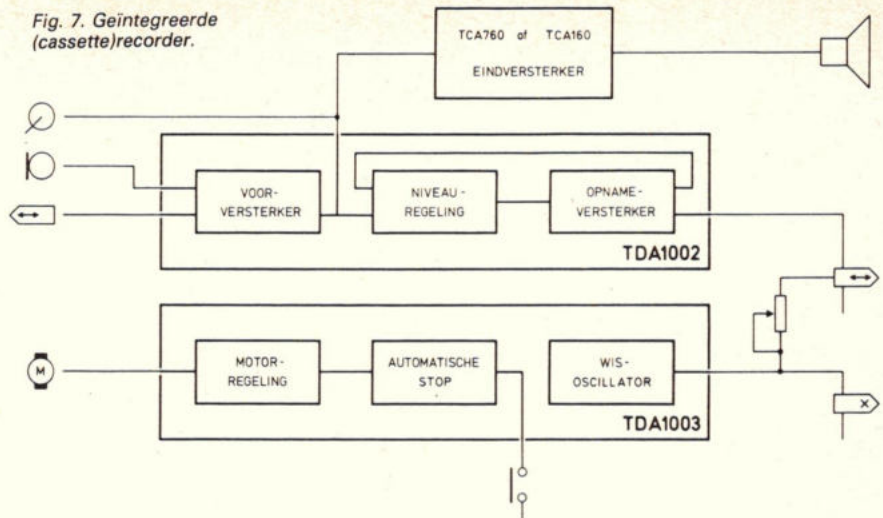 Fig. 7. Geïntegreerde
(cassette)recorder.
TCA760 of TCA160
EINDVERSTERKER
VOOR-
VERSTERKER
NIVEAU-
REGELING
OPNAME-
VERSTERKER
TDA1002
MOTOR-
REGELING
AUTOMATISCHE
STOP
WIS-
OSCILLATOR
TDA1003
M